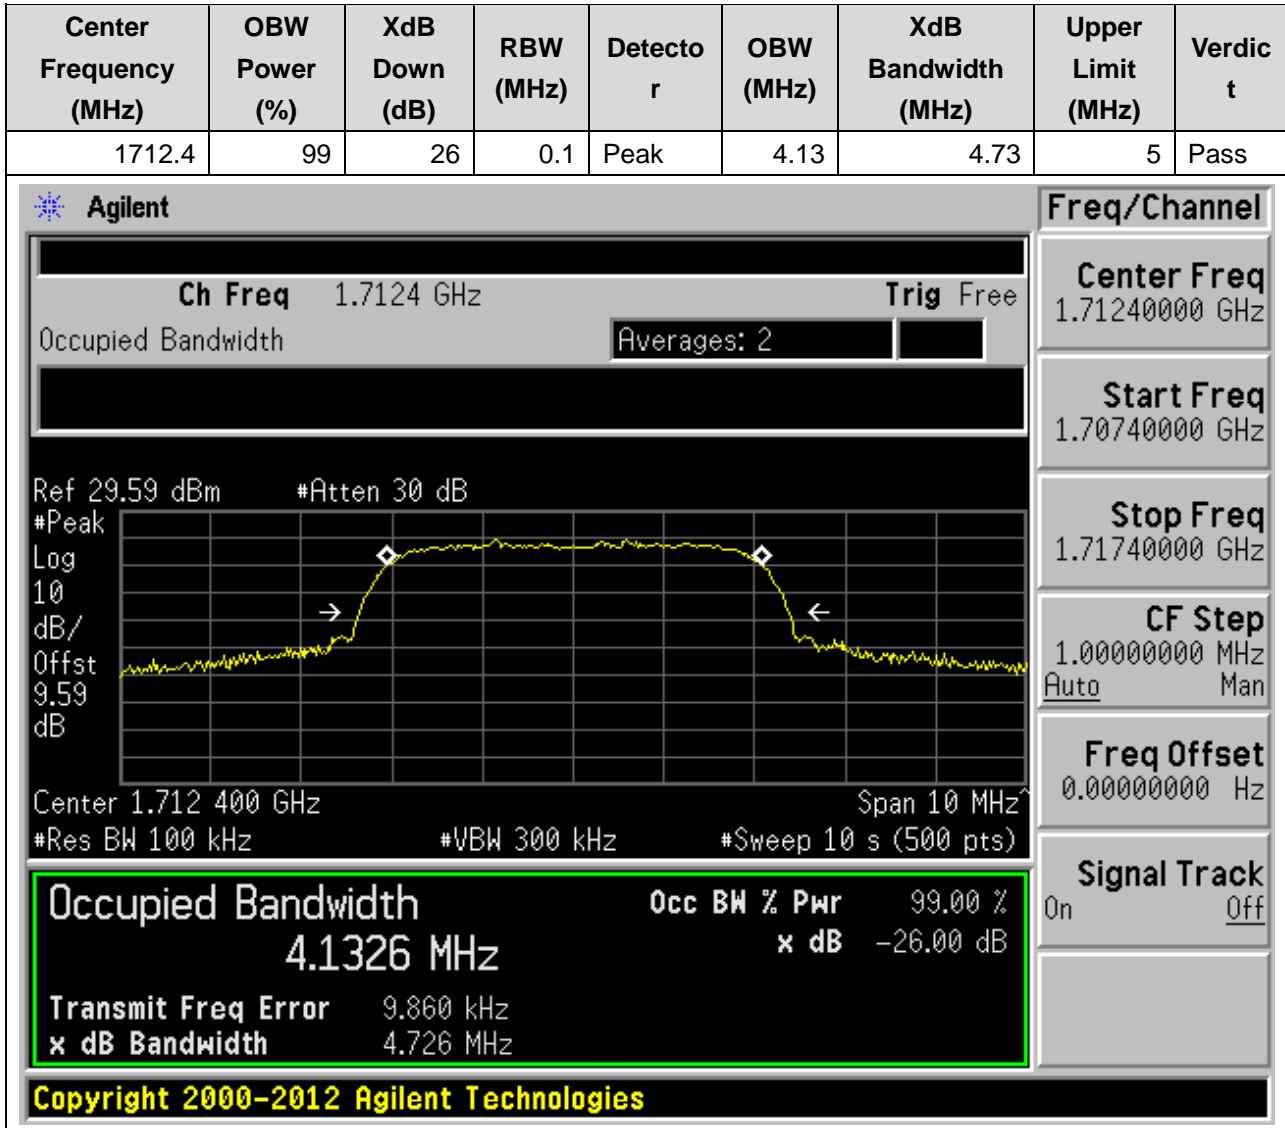 Center Frequency (MHz) OBW Power (%) XdB Down (dB) RBW (MHz) Detecto r OBW (MHz) XdB Bandwidth (MHz) Upper Limit (MHz) Verdic t
1712.4 99 26 0.1 Peak 4.13 4.73 5 Pass
Agilent
Freq/Channel
Ch Freq 1.7124 GHz Trig Free
Occupied Bandwidth Averages: 2
Ref 29.59 dBm #Atten 30 dB
#Peak
Log
10
dB/
Offst
9.59
dB
Center 1.712 400 GHz Span 10 MHz^
#Res BW 100 kHz #VBW 300 kHz #Sweep 10 s (500 pts)
Occupied Bandwidth Occ BW % Pwr 99.00 %
4.1326 MHz x dB -26.00 dB
Transmit Freq Error 9.860 kHz
x dB Bandwidth 4.726 MHz
Center Freq
1.71240000 GHz
Start Freq
1.70740000 GHz
Stop Freq
1.71740000 GHz
CF Step
1.00000000 MHz
Auto Man
Freq Offset
0.00000000 Hz
Signal Track
On Off
Copyright 2000-2012 Agilent Technologies